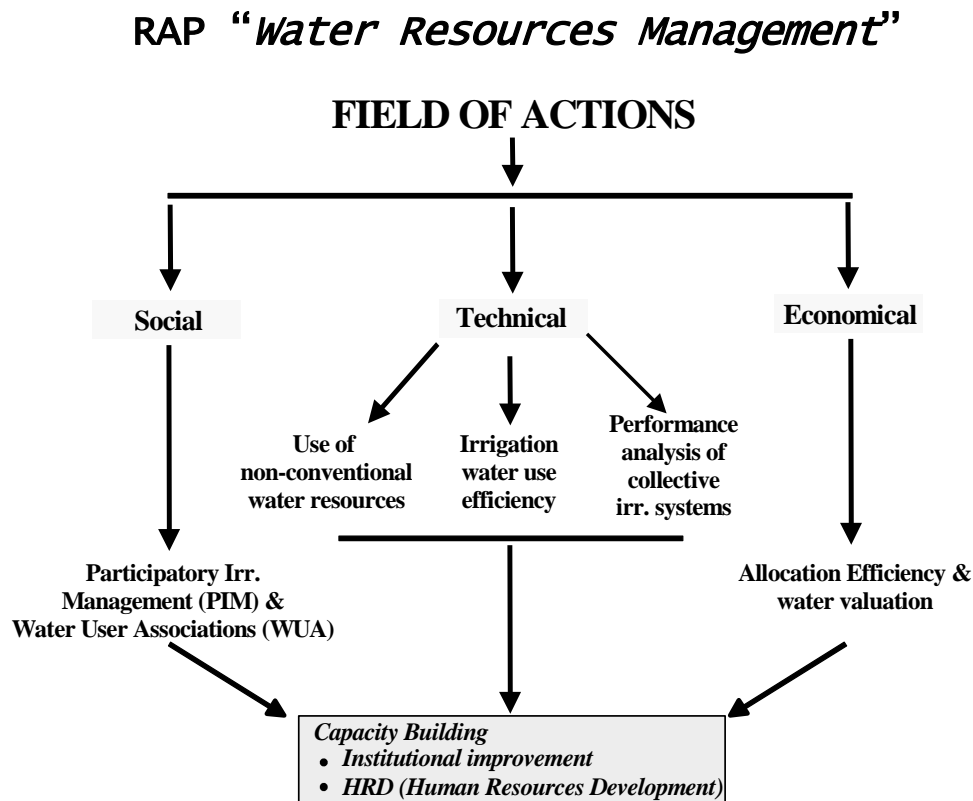 RAP “Water Resources Management”
FIELD OF ACTIONS
Social
Technical
Economical
Use of
non-conventional
water resources
Irrigation
water use
efficiency
Performance
analysis of
collective
irr. systems
Participatory Irr.
Management (PIM) &
Water User Associations (WUA)
Allocation Efficiency &
water valuation
Capacity Building
• Institutional improvement
• HRD (Human Resources Development)